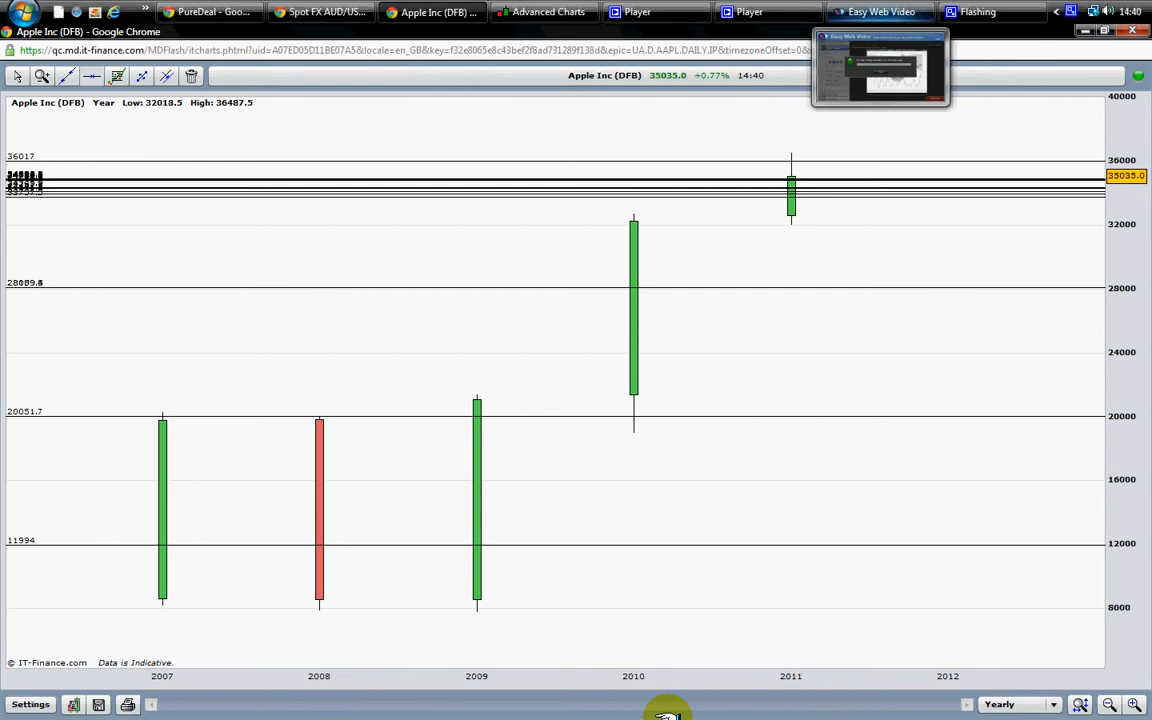 PureDeal - Goo...
Spot FX AUD/US...
Apple Inc (DFB) ...
Advanced Charts
Player
Player
Easy Web Video
Flashing
14:40
Apple Inc (DFB) - Google Chrome
https://qc.md.it-finance.com/MDFlash/itcharts.phtml?uid=A07ED05D11BE07A5&locale=en_GB&key=f32e8065e8c43bef2f8ad731289f138d&epic=UA.D.AAPL.DAILY.IP&timezoneOffset=0&
Apple Inc (DFB) 35035.0 +0.77% 14:40
Apple Inc (DFB) Year Low: 32018.5 High: 36487.5
40000
36017
36000
35035.0
32000
28000
24000
20051.7
20000
16000
11994
12000
8000
© IT-Finance.com Data is Indicative.
2007 2008 2009 2010 2011 2012
Settings
Yearly